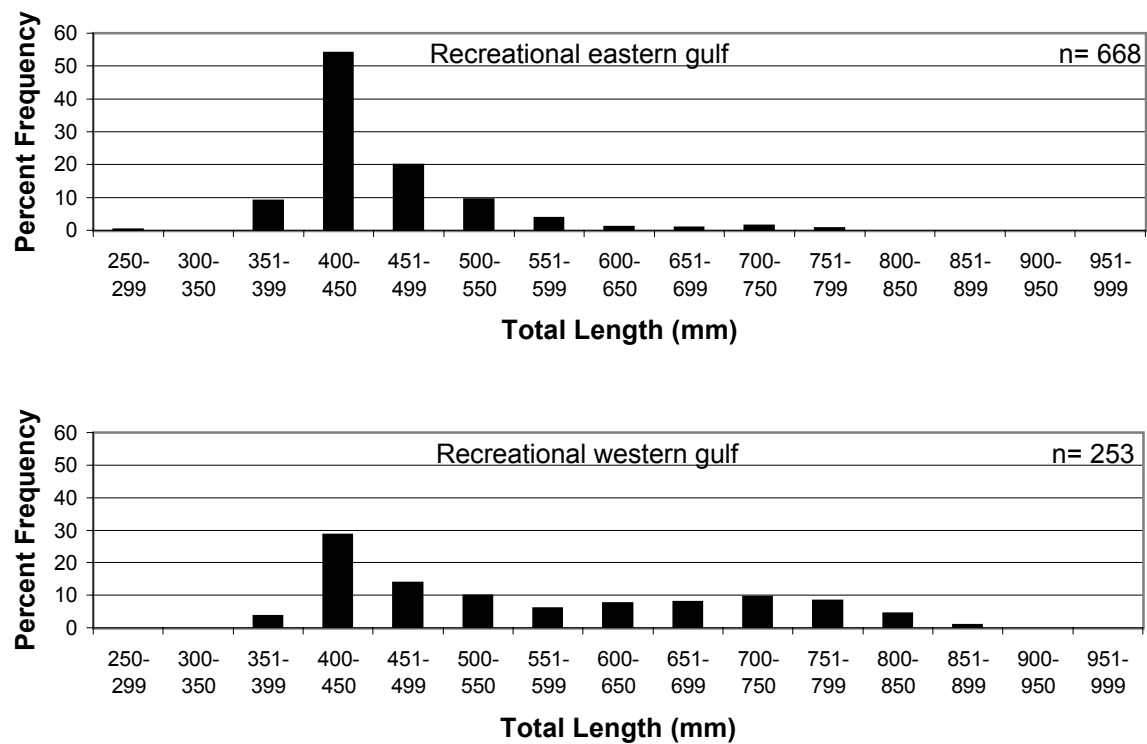 Recreational eastern gulf
n= 668
Percent Frequency
60
50
40
30
20
10
0
250- 300- 351- 400- 451- 500- 551- 600- 651- 700- 751- 800- 851- 900- 951-
299 350 399 450 499 550 599 650 699 750 799 850 899 950 999
Total Length (mm)
Recreational western gulf
n= 253
Percent Frequency
60
50
40
30
20
10
0
250- 300- 351- 400- 451- 500- 551- 600- 651- 700- 751- 800- 851- 900- 951-
299 350 399 450 499 550 599 650 699 750 799 850 899 950 999
Total Length (mm)